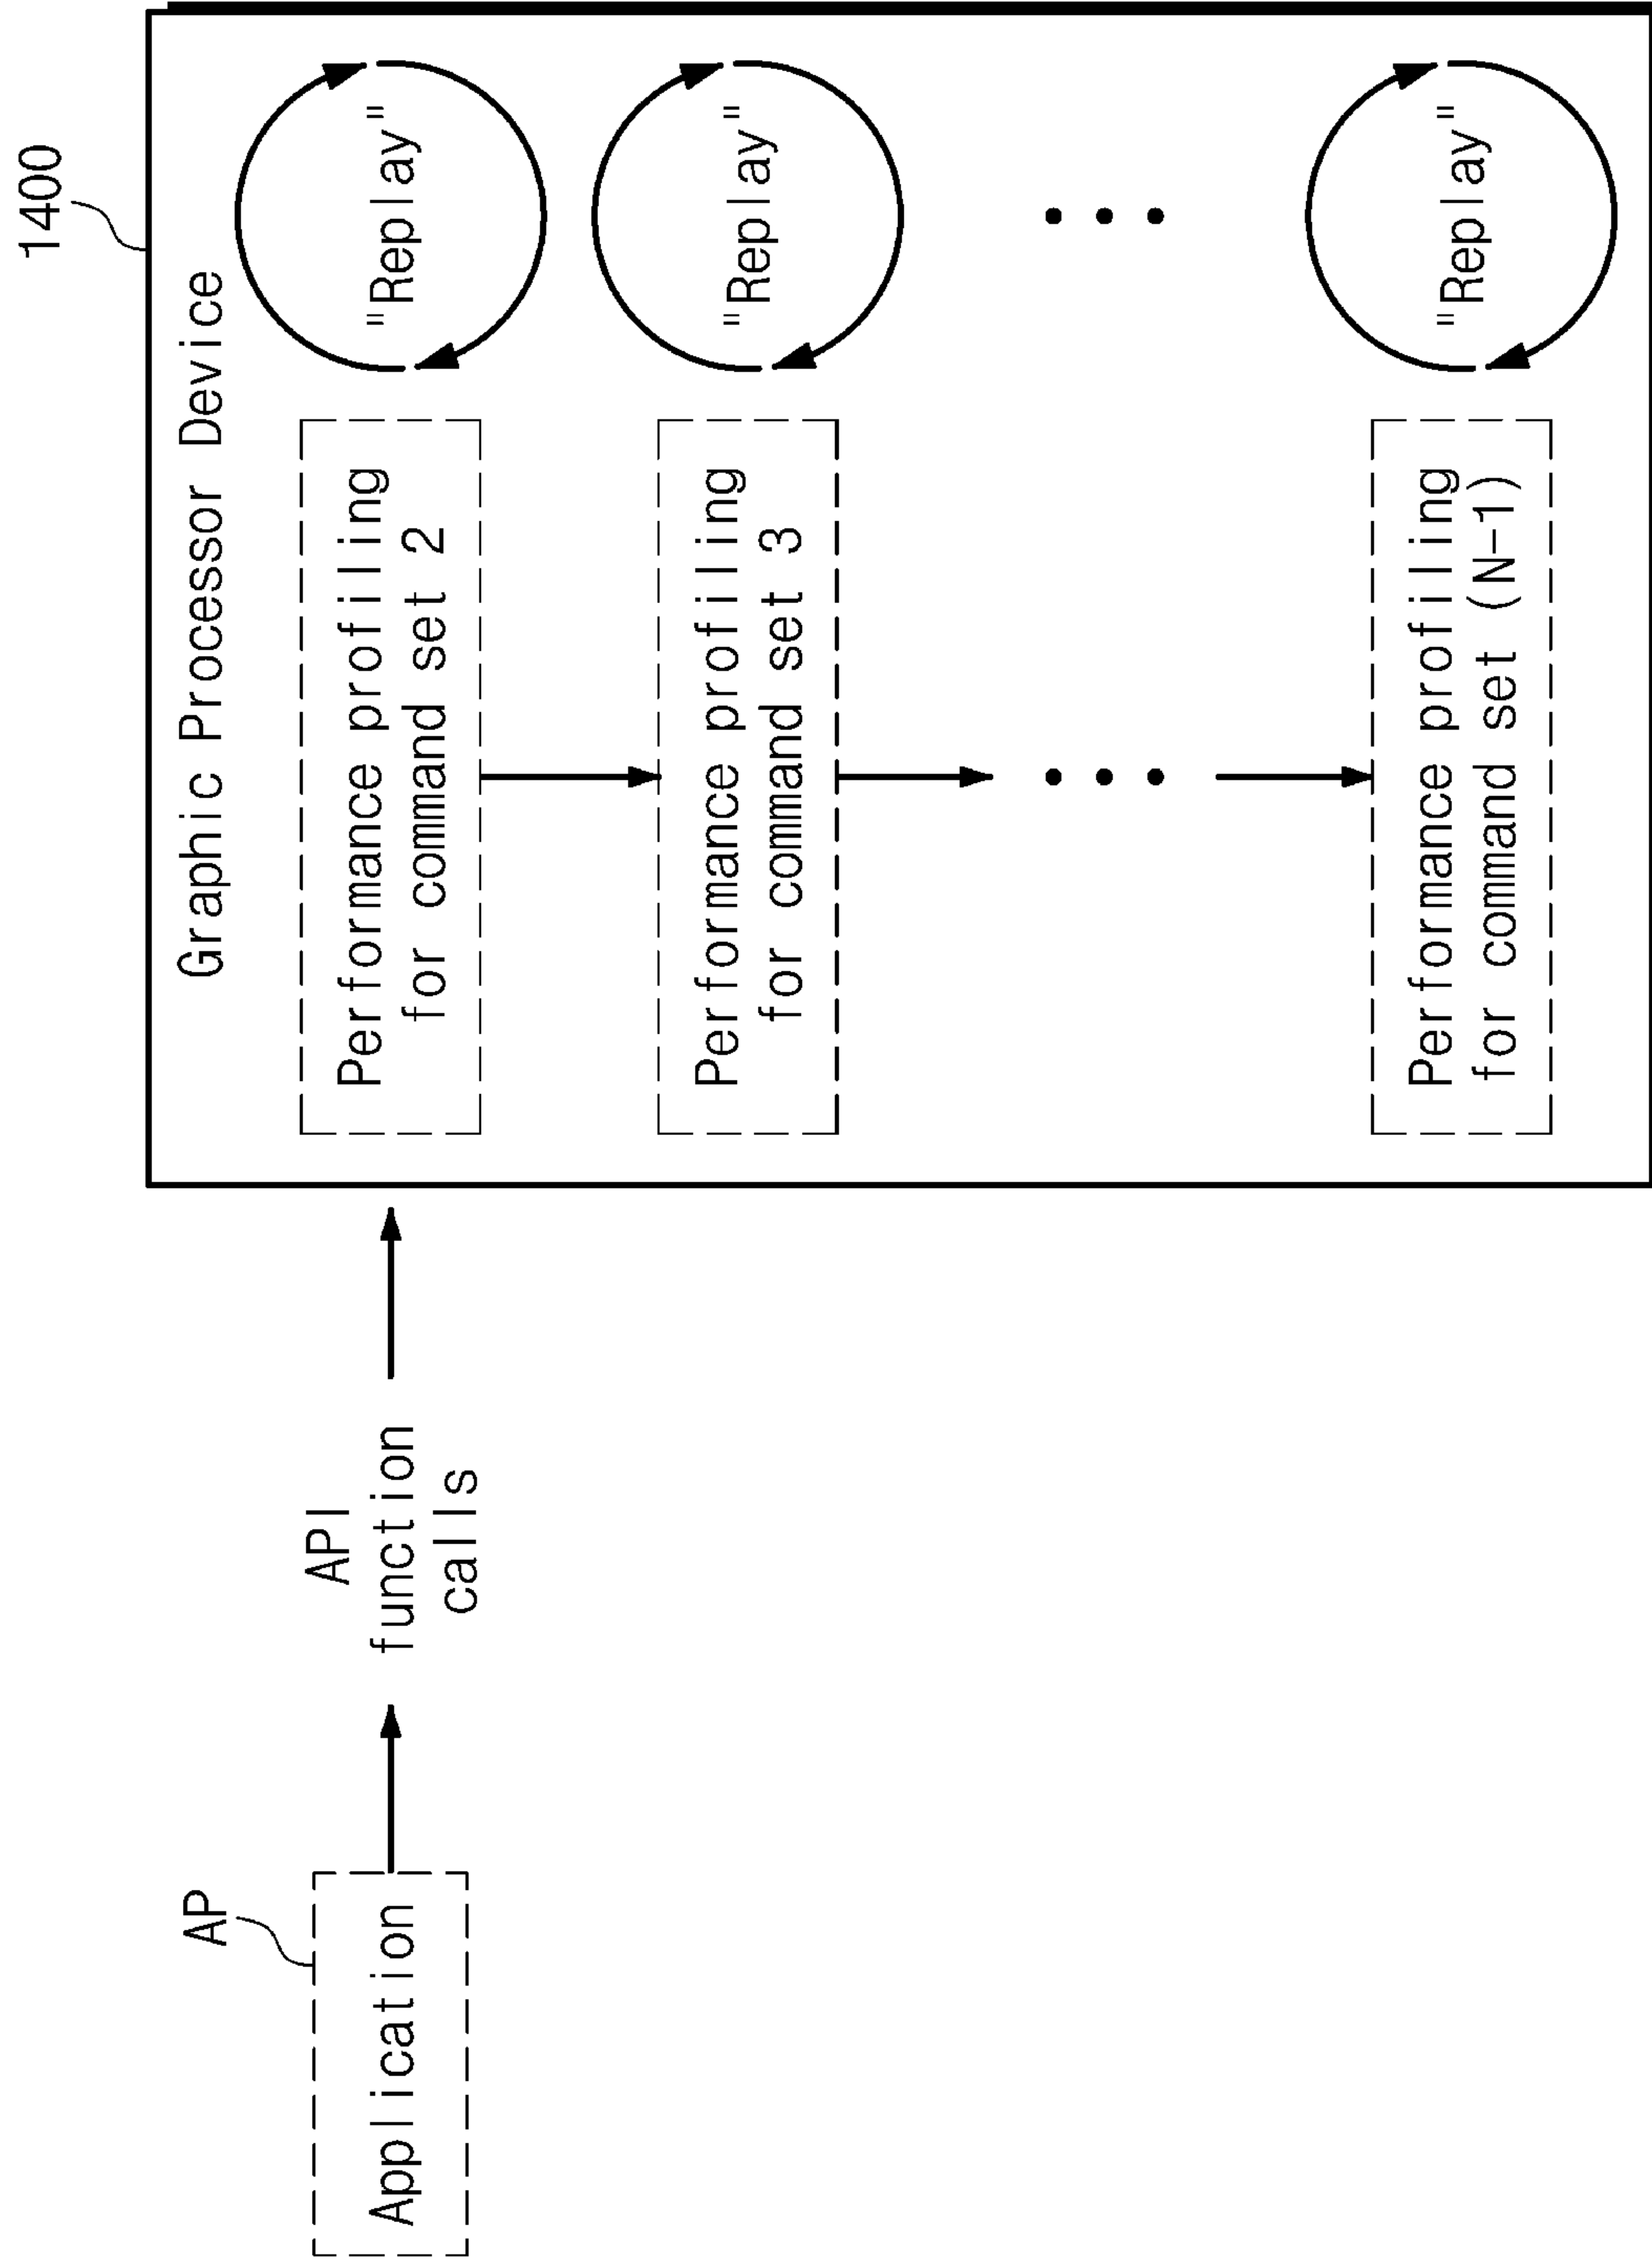 1400
Graphic Processor Device
AP
Application
API
function
calls
Performance profiling
for command set 2
"Replay"
Performance profiling
for command set 3
"Replay"
Performance profiling
for command set (N-1)
"Replay"